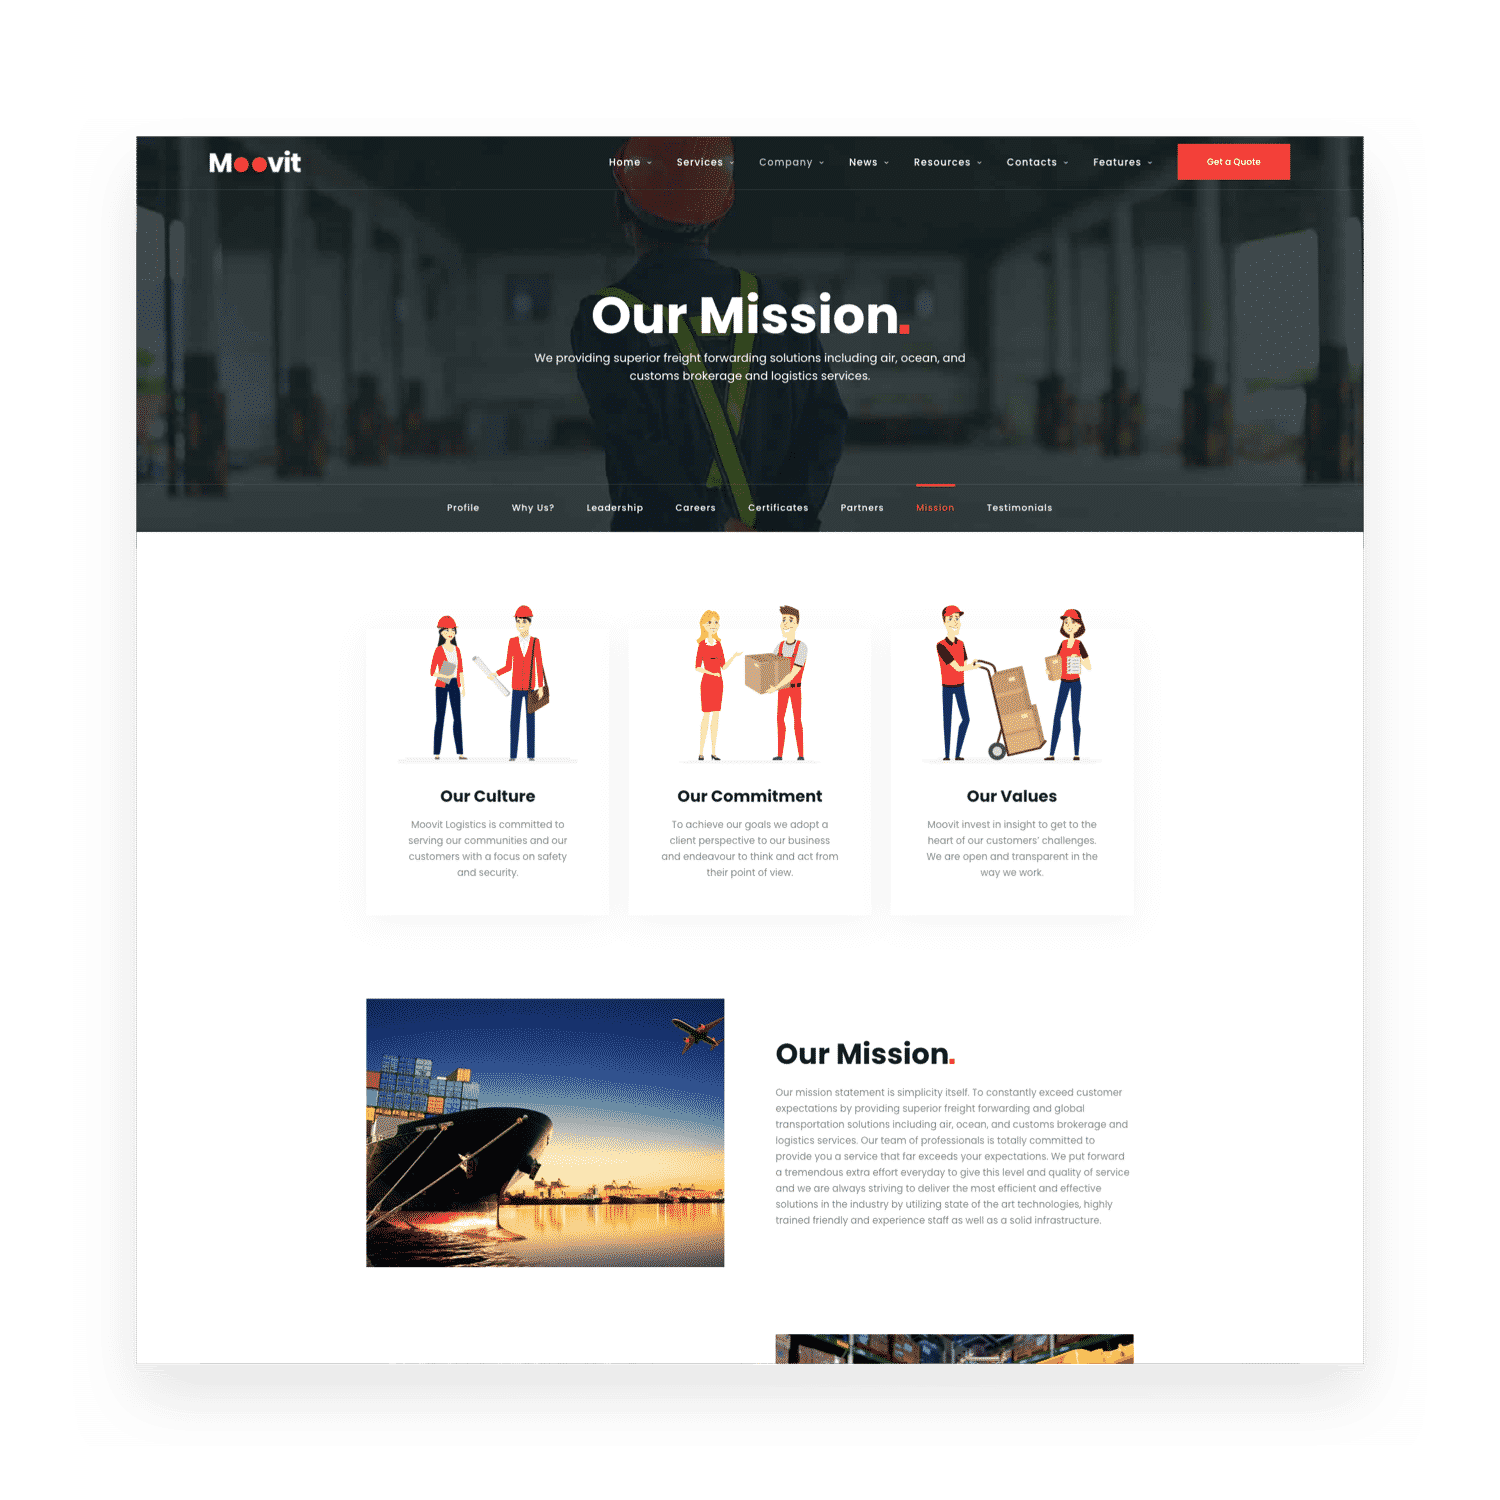 Moovit
Home Services Company News Resources Contacts Features Get a Quote
Our Mission.
We providing superior freight forwarding solutions including air, ocean, and
customs brokerage and logistics services.
Profile Why Us? Leadership Careers Certificates Partners Mission Testimonials
Our Culture
Moovit Logistics is committed to
serving our communities and our
customers with a focus on safety
and security.
Our Commitment
To achieve our goals we adopt a
client perspective to our business
and endeavour to think and act from
their point of view.
Our Values
Moovit invest in insight to get to the
heart of our customers' challenges.
We are open and transparent in the
way we work.
Our Mission.
Our mission statement is simplicity itself. To constantly exceed customer
expectations by providing superior freight forwarding and global
transportation solutions including air, ocean, and customs brokerage and
logistics services. Our team of professionals is totally committed to
provide you a service that far exceeds your expectations. We put forward
a tremendous extra effort everyday to give this level and quality of service
and we are always striving to deliver the most efficient and effective
solutions in the industry by utilizing state of the art technologies, highly
trained friendly and experience staff as well as a solid infrastructure.